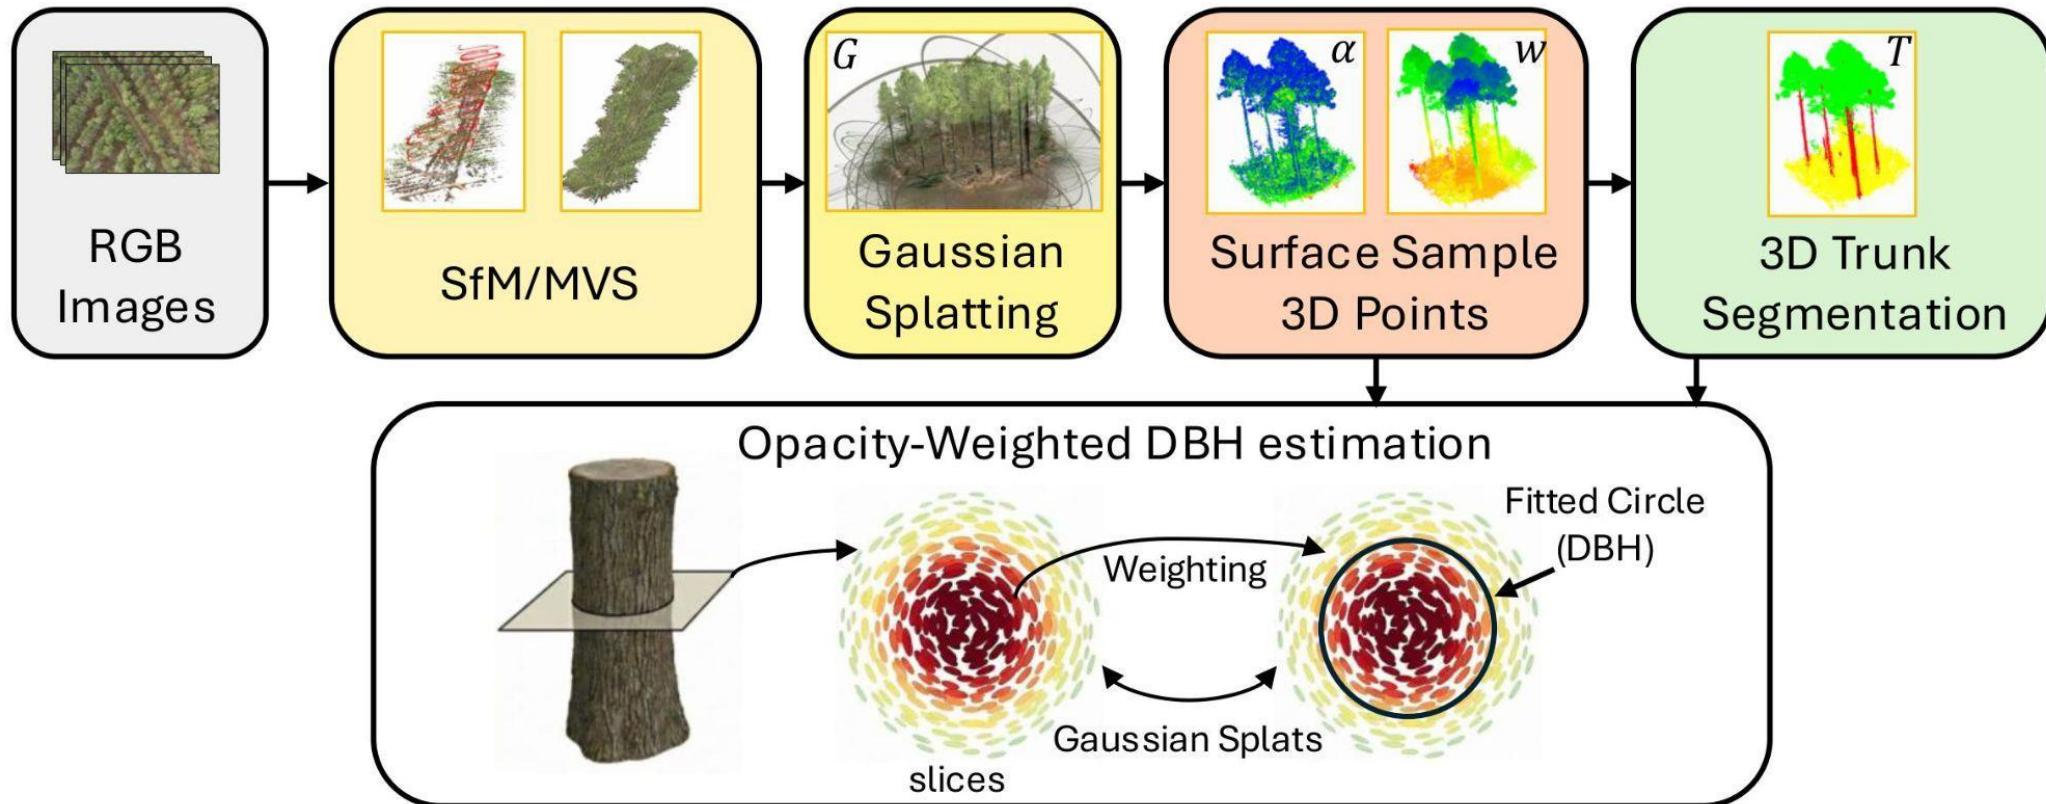 RGB
Images
SfM/MVS
G
Gaussian
Splatting
α
w
Surface Sample
3D Points
T
3D Trunk
Segmentation
Opacity-Weighted DBH estimation
Weighting
Fitted Circle
(DBH)
Gaussian Splats
slices